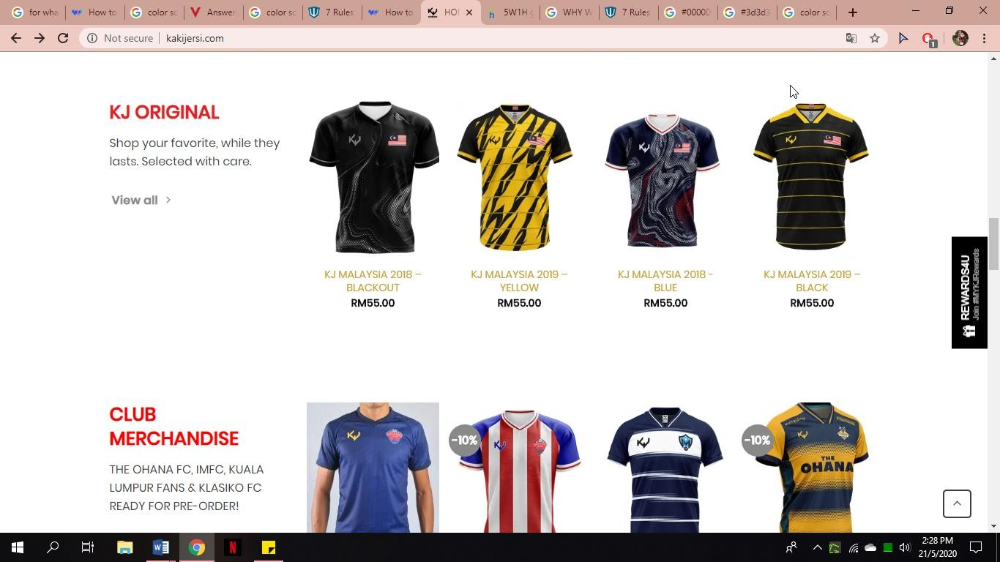 for wha
How to
color sc
Answer
color sc
7 Rules
How to
HO
5W1H g
WHY W
7 Rules
#00000
#3d3d3
color sc
Not secure
kakijersi.com
1
KJ ORIGINAL
Shop your favorite, while they
lasts. Selected with care.
View all
KJ MALAYSIA 2018 –
BLACKOUT
RM55.00
KJ MALAYSIA 2019 –
YELLOW
RM55.00
KJ MALAYSIA 2018 -
BLUE
RM55.00
KJ MALAYSIA 2019 –
BLACK
RM55.00
REWARDS4U
Join #MYKJRewards
CLUB
MERCHANDISE
THE OHANA FC, IMFC, KUALA
LUMPUR FANS & KLASIKO FC
READY FOR PRE-ORDER!
-10%
-10%
THE
OHANA
2:28 PM
21/5/2020